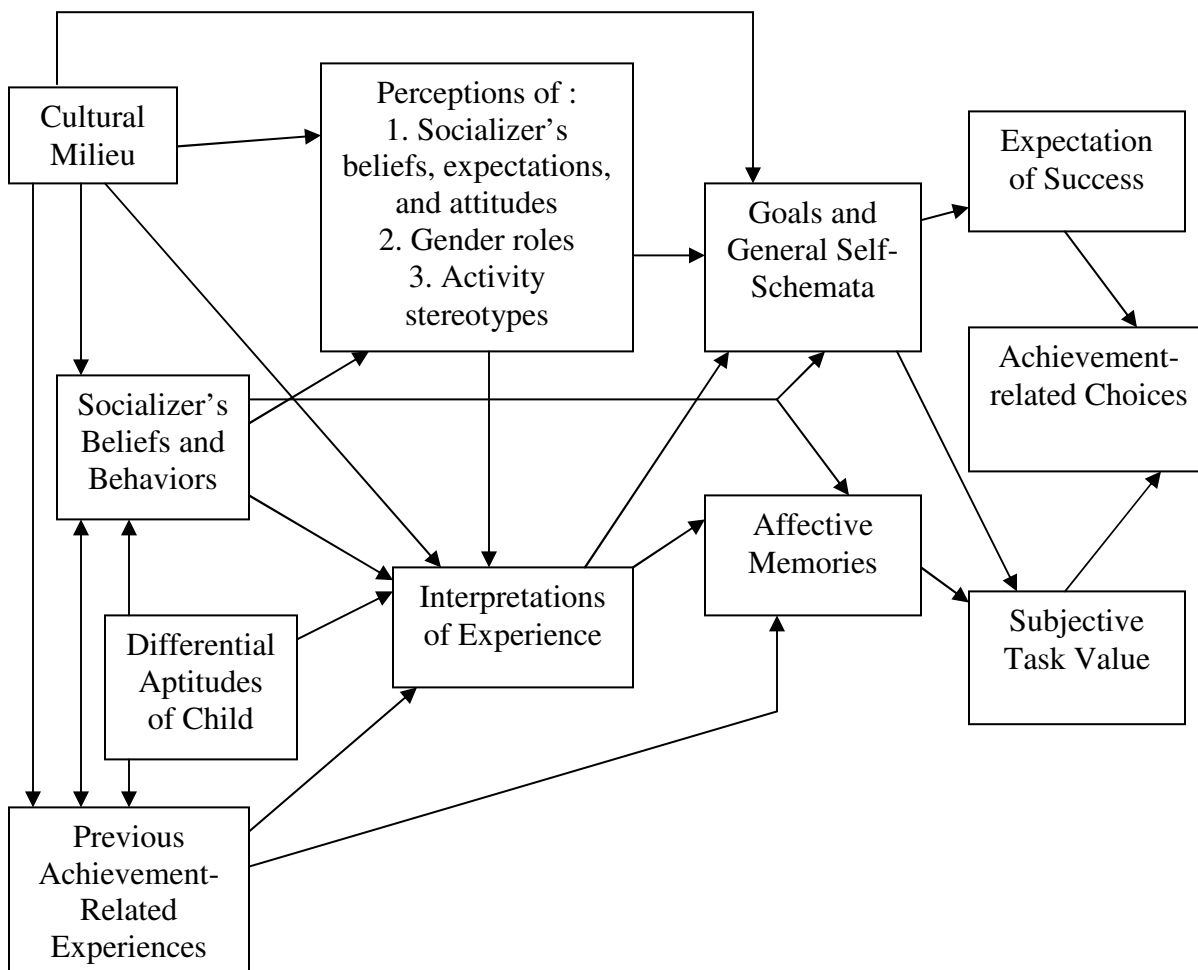 Cultural
Milieu
Perceptions of :
1. Socializer’s
beliefs, expectations,
and attitudes
2. Gender roles
3. Activity
stereotypes
Expectation
of Success
Goals and
General Self-
Schemata
Achievement-
related Choices
Socializer’s
Beliefs and
Behaviors
Affective
Memories
Interpretations
of Experience
Subjective
Task Value
Differential
Aptitudes
of Child
Previous
Achievement-
Related
Experiences